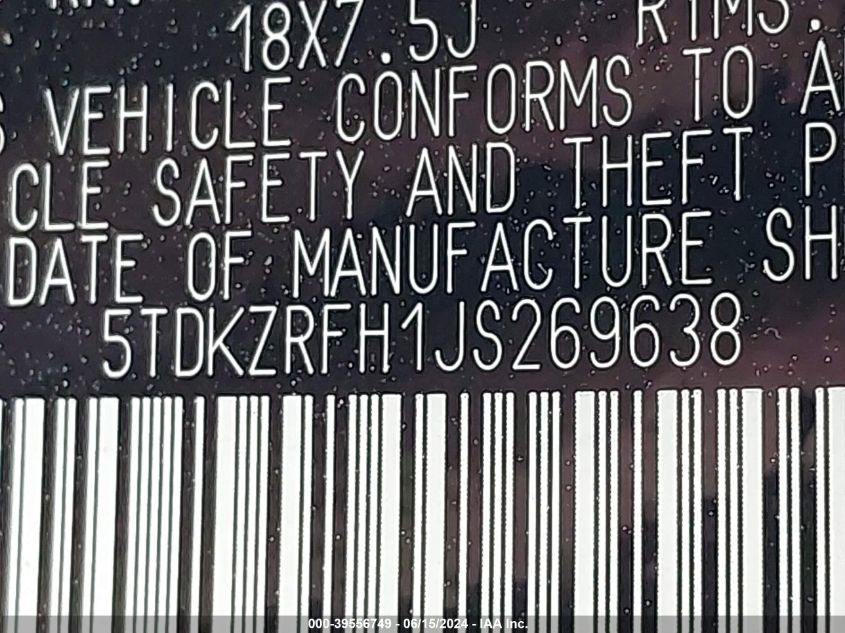 18X7.5J RIMS.
VEHICLE CONFORMS TO A
CLE SAFETY AND THEFT P
DATE OF MANUFACTURE SH
5TDKZRFH1JS269638
000-39556749 - 06/15/2024 - IAA Inc.